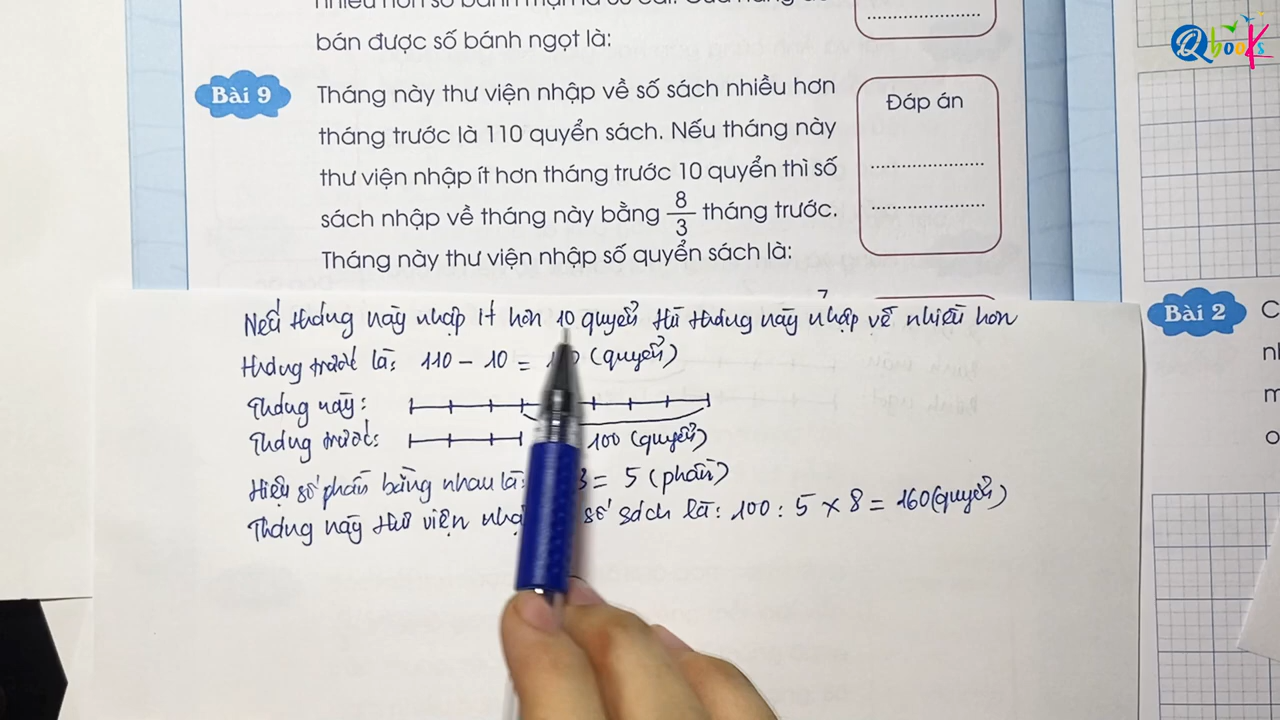 bán được số bánh ngọt là:
Qbooks
Bài 9
Tháng này thư viện nhập về số sách nhiều hơn
tháng trước là 110 quyển sách. Nếu tháng này
thư viện nhập ít hơn tháng trước 10 quyển thì số
sách nhập về tháng này bằng 8/3 tháng trước.
Tháng này thư viện nhập số quyển sách là:
Đáp án
Nếu tháng này nhập ít hơn 10 quyển thì tháng này nhập về nhiều hơn
tháng trước là: 110 - 10 = (quyển)
Tháng này:
Tháng trước:
100 (quyển)
Hiệu số phần bằng nhau là: 3 = 5 (phần)
Tháng này thư viện số sách là: 100 : 5 x 8 = 160 (quyển)
Bài 2